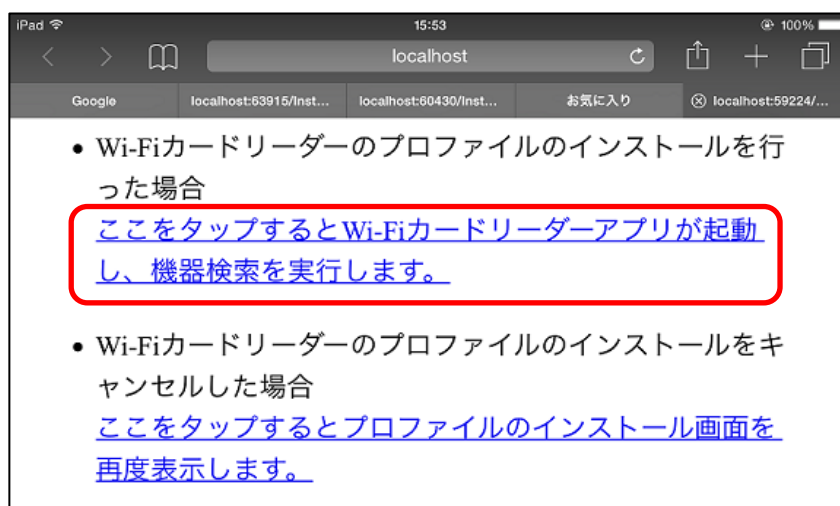 iPad 15:53 100%
localhost
Google localhost:63915/Inst... localhost:60430/Inst... お気に入り localhost:59224/...
• Wi-Fiカードリーダーのプロファイルのインストールを行
った場合
ここをタップするとWi-Fiカードリーダーアプリが起動
し、機器検索を実行します。
• Wi-Fiカードリーダーのプロファイルのインストールをキ
ャンセルした場合
ここをタップするとプロファイルのインストール画面を
再度表示します。